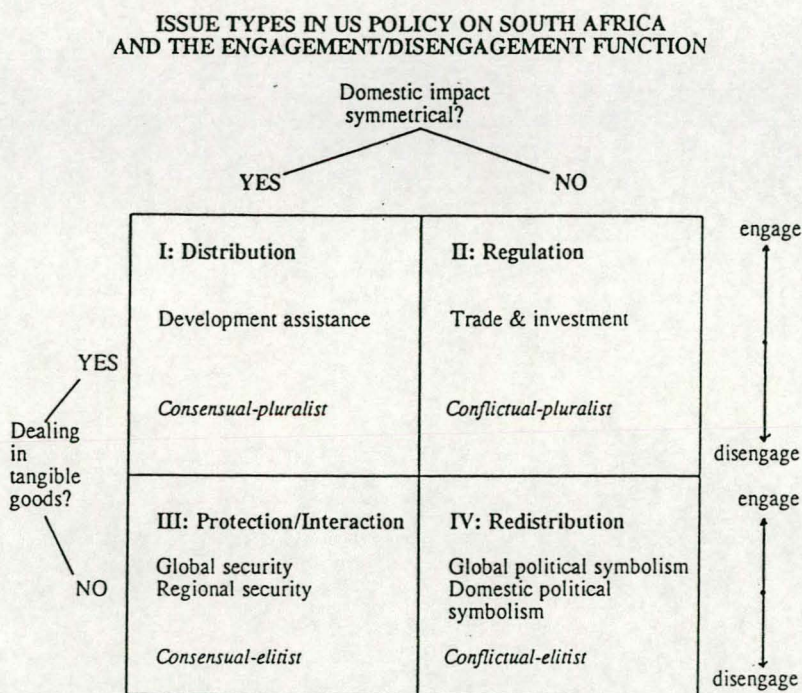 ISSUE TYPES IN US POLICY ON SOUTH AFRICA
AND THE ENGAGEMENT/DISENGAGEMENT FUNCTION
Domestic impact
symmetrical?
YES
NO
I: Distribution
II: Regulation
engage
Development assistance
Trade & investment
YES
Consensual-pluralist
Conflictual-pluralist
Dealing
in
tangible
goods?
disengage
engage
III: Protection/Interaction
IV: Redistribution
Global security
Regional security
Global political symbolism
Domestic political
symbolism
NO
Consensual-elitist
Conflictual-elitist
disengage